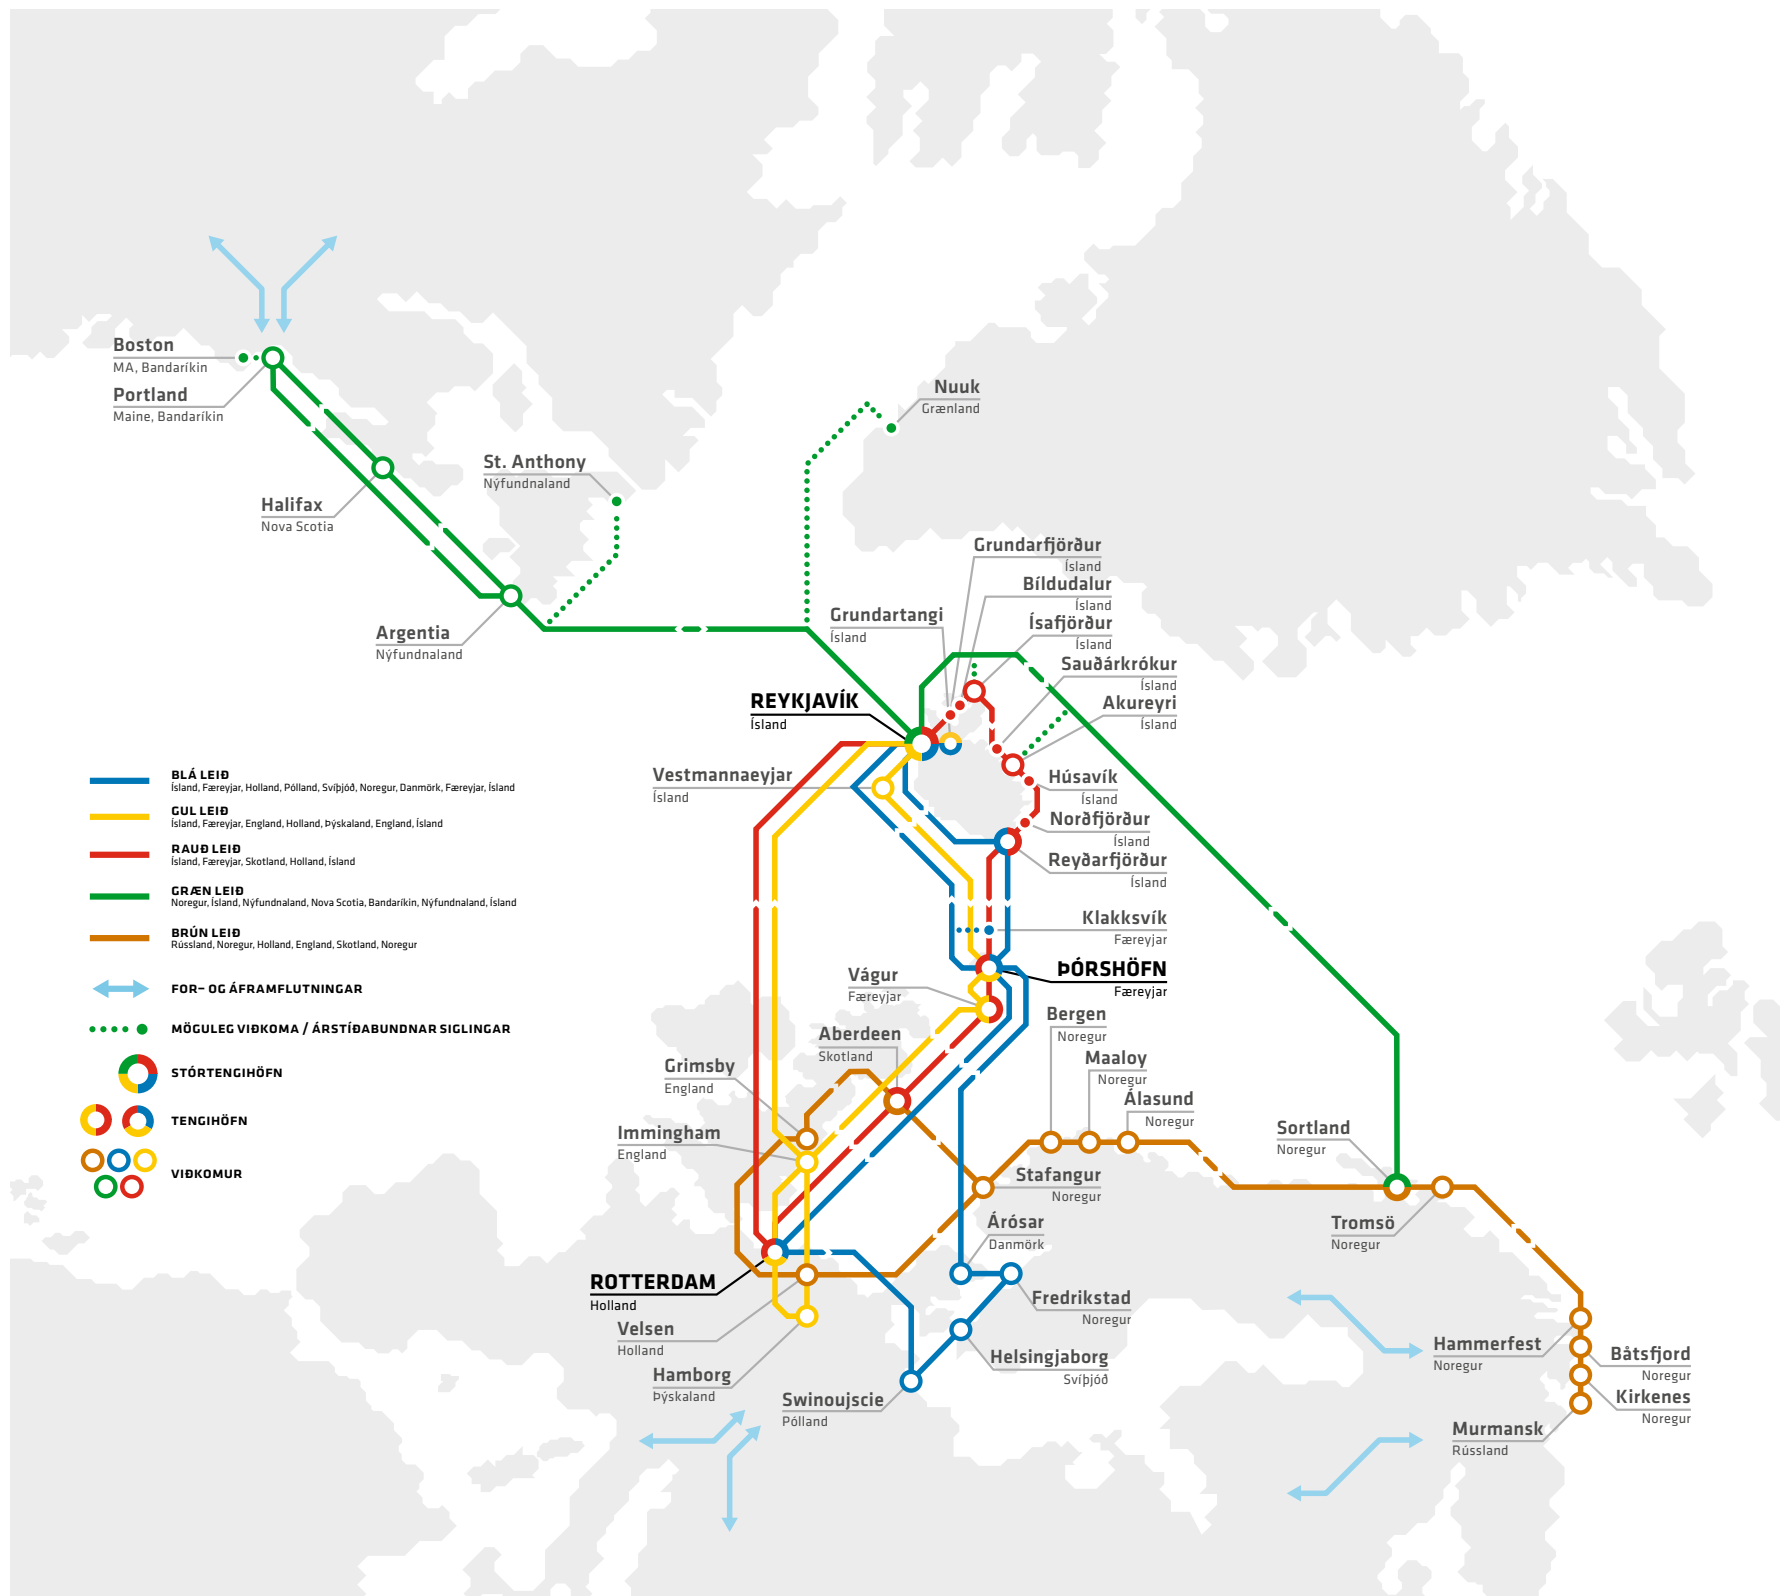 Boston
MA, Bandaríkin
Portland
Maine, Bandaríkin
Nuuk
Grænland
St. Anthony
Nýfundnaland
Halifax
Nova Scotia
Argentia
Nýfundnaland
Grundarfjörður
Ísland
Bíldudalur
Ísland
Grundartangi
Ísland
Ísafjörður
Ísland
Sauðárkrókur
Ísland
Akureyri
Ísland
REYKJAVÍK
Ísland
Vestmannaeyjar
Ísland
Húsavík
Ísland
Norðfjörður
Ísland
Reyðarfjörður
Ísland
Klakksvík
Færeyjar
ÞÓRSHÖFN
Færeyjar
Vágur
Færeyjar
BLÁ LEIÐ
Ísland, Færeyjar, Holland, Pólland, Svíþjóð, Noregur, Danmörk, Færeyjar, Ísland
GUL LEIÐ
Ísland, Færeyjar, England, Holland, Þýskaland, England, Ísland
RAUÐ LEIÐ
Ísland, Færeyjar, Skotland, Holland, Ísland
GRÆN LEIÐ
Noregur, Ísland, Nýfundnaland, Nova Scotia, Bandaríkin, Nýfundnaland, Ísland
BRÚN LEIÐ
Rússland, Noregur, Holland, England, Skotland, Noregur
FOR- OG ÁFRAMFLUTNINGAR
MÖGULEG VIÐKOMA / ÁRSTÍÐABUNDNAR SIGLINGAR
STÓRTENGIHÖFN
TENGIHÖFN
VIÐKOMUR
Aberdeen
Skotland
Grimsby
England
Immingham
England
Bergen
Noregur
Maaloy
Noregur
Álasund
Noregur
Sortland
Noregur
Stafangur
Noregur
Tromsö
Noregur
Árósar
Danmörk
ROTTERDAM
Holland
Fredrikstad
Noregur
Velsen
Holland
Helsingjaborg
Svíþjóð
Hamborg
Þýskaland
Swinoujscie
Pólland
Hammerfest
Noregur
Båtsfjord
Noregur
Kirkenes
Noregur
Murmansk
Rússland